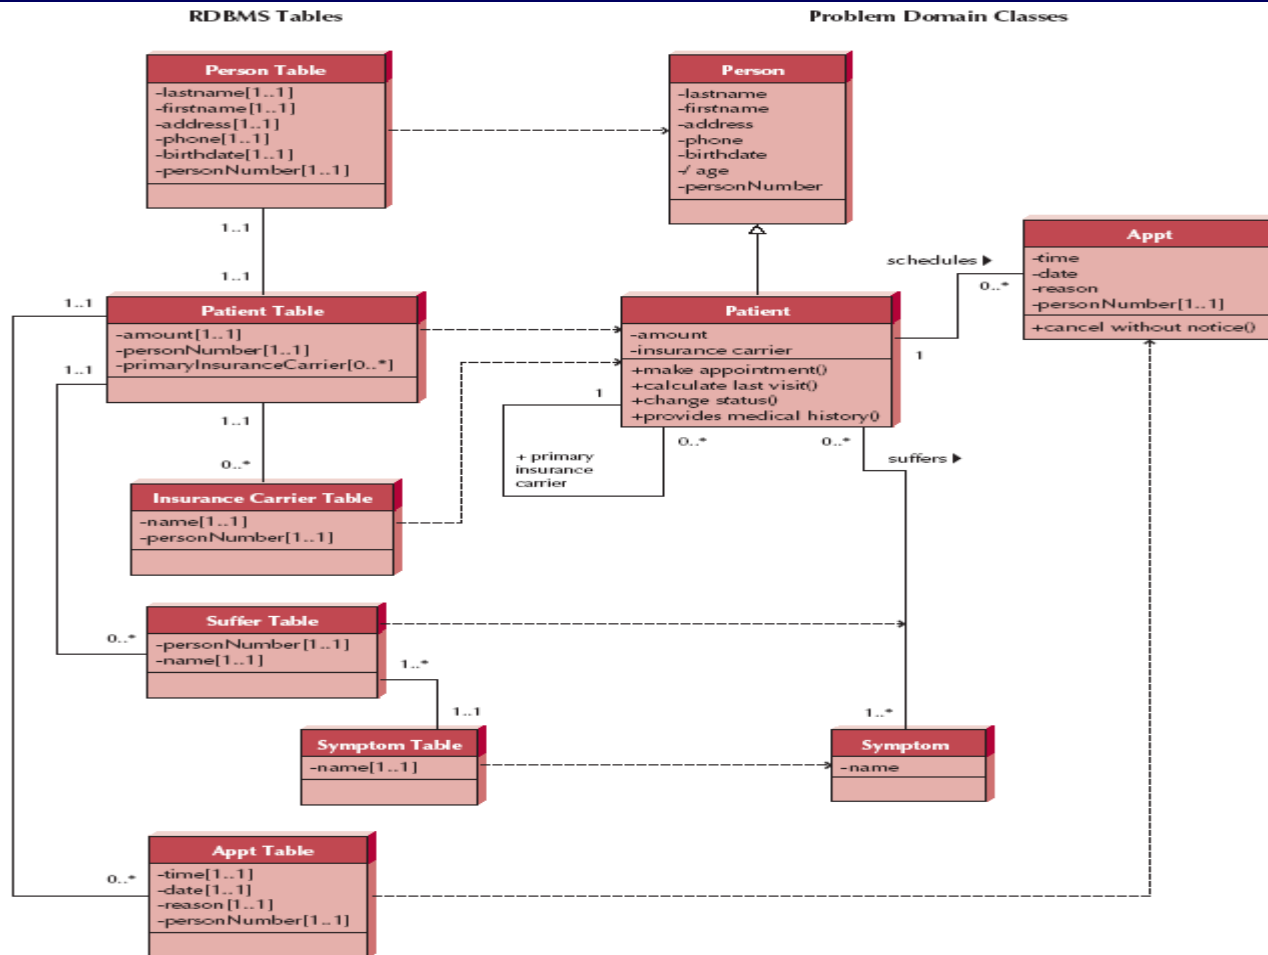 RDBMS Tables
Problem Domain Classes
Person Table
-lastname[1..1]
-firstname[1..1]
-address[1..1]
-phone[1..1]
-birthdate[1..1]
-personNumber[1..1]
Person
-lastname
-firstname
-address
-phone
-birthdate
-/ age
-personNumber
1..1
1..1
Appt
-time
-date
-reason
-personNumber[1..1]
+cancel without notice()
schedules ▶
0..*
1
1..1
Patient Table
-amount[1..1]
-personNumber[1..1]
-primaryInsuranceCarrier[0..*]
1..1
Patient
-amount
-insurance carrier
+make appointment()
+calculate last visit()
+change status()
+provides medical history()
1
0..*
+ primary
insurance
carrier
0..*
suffers ▶
1..1
0..*
Insurance Carrier Table
-name[1..1]
-personNumber[1..1]
Suffer Table
-personNumber[1..1]
-name[1..1]
0..*
1..*
1..1
1..*
Symptom Table
-name[1..1]
Symptom
-name
Appt Table
-time[1..1]
-date[1..1]
-reason[1..1]
-personNumber[1..1]
0..*